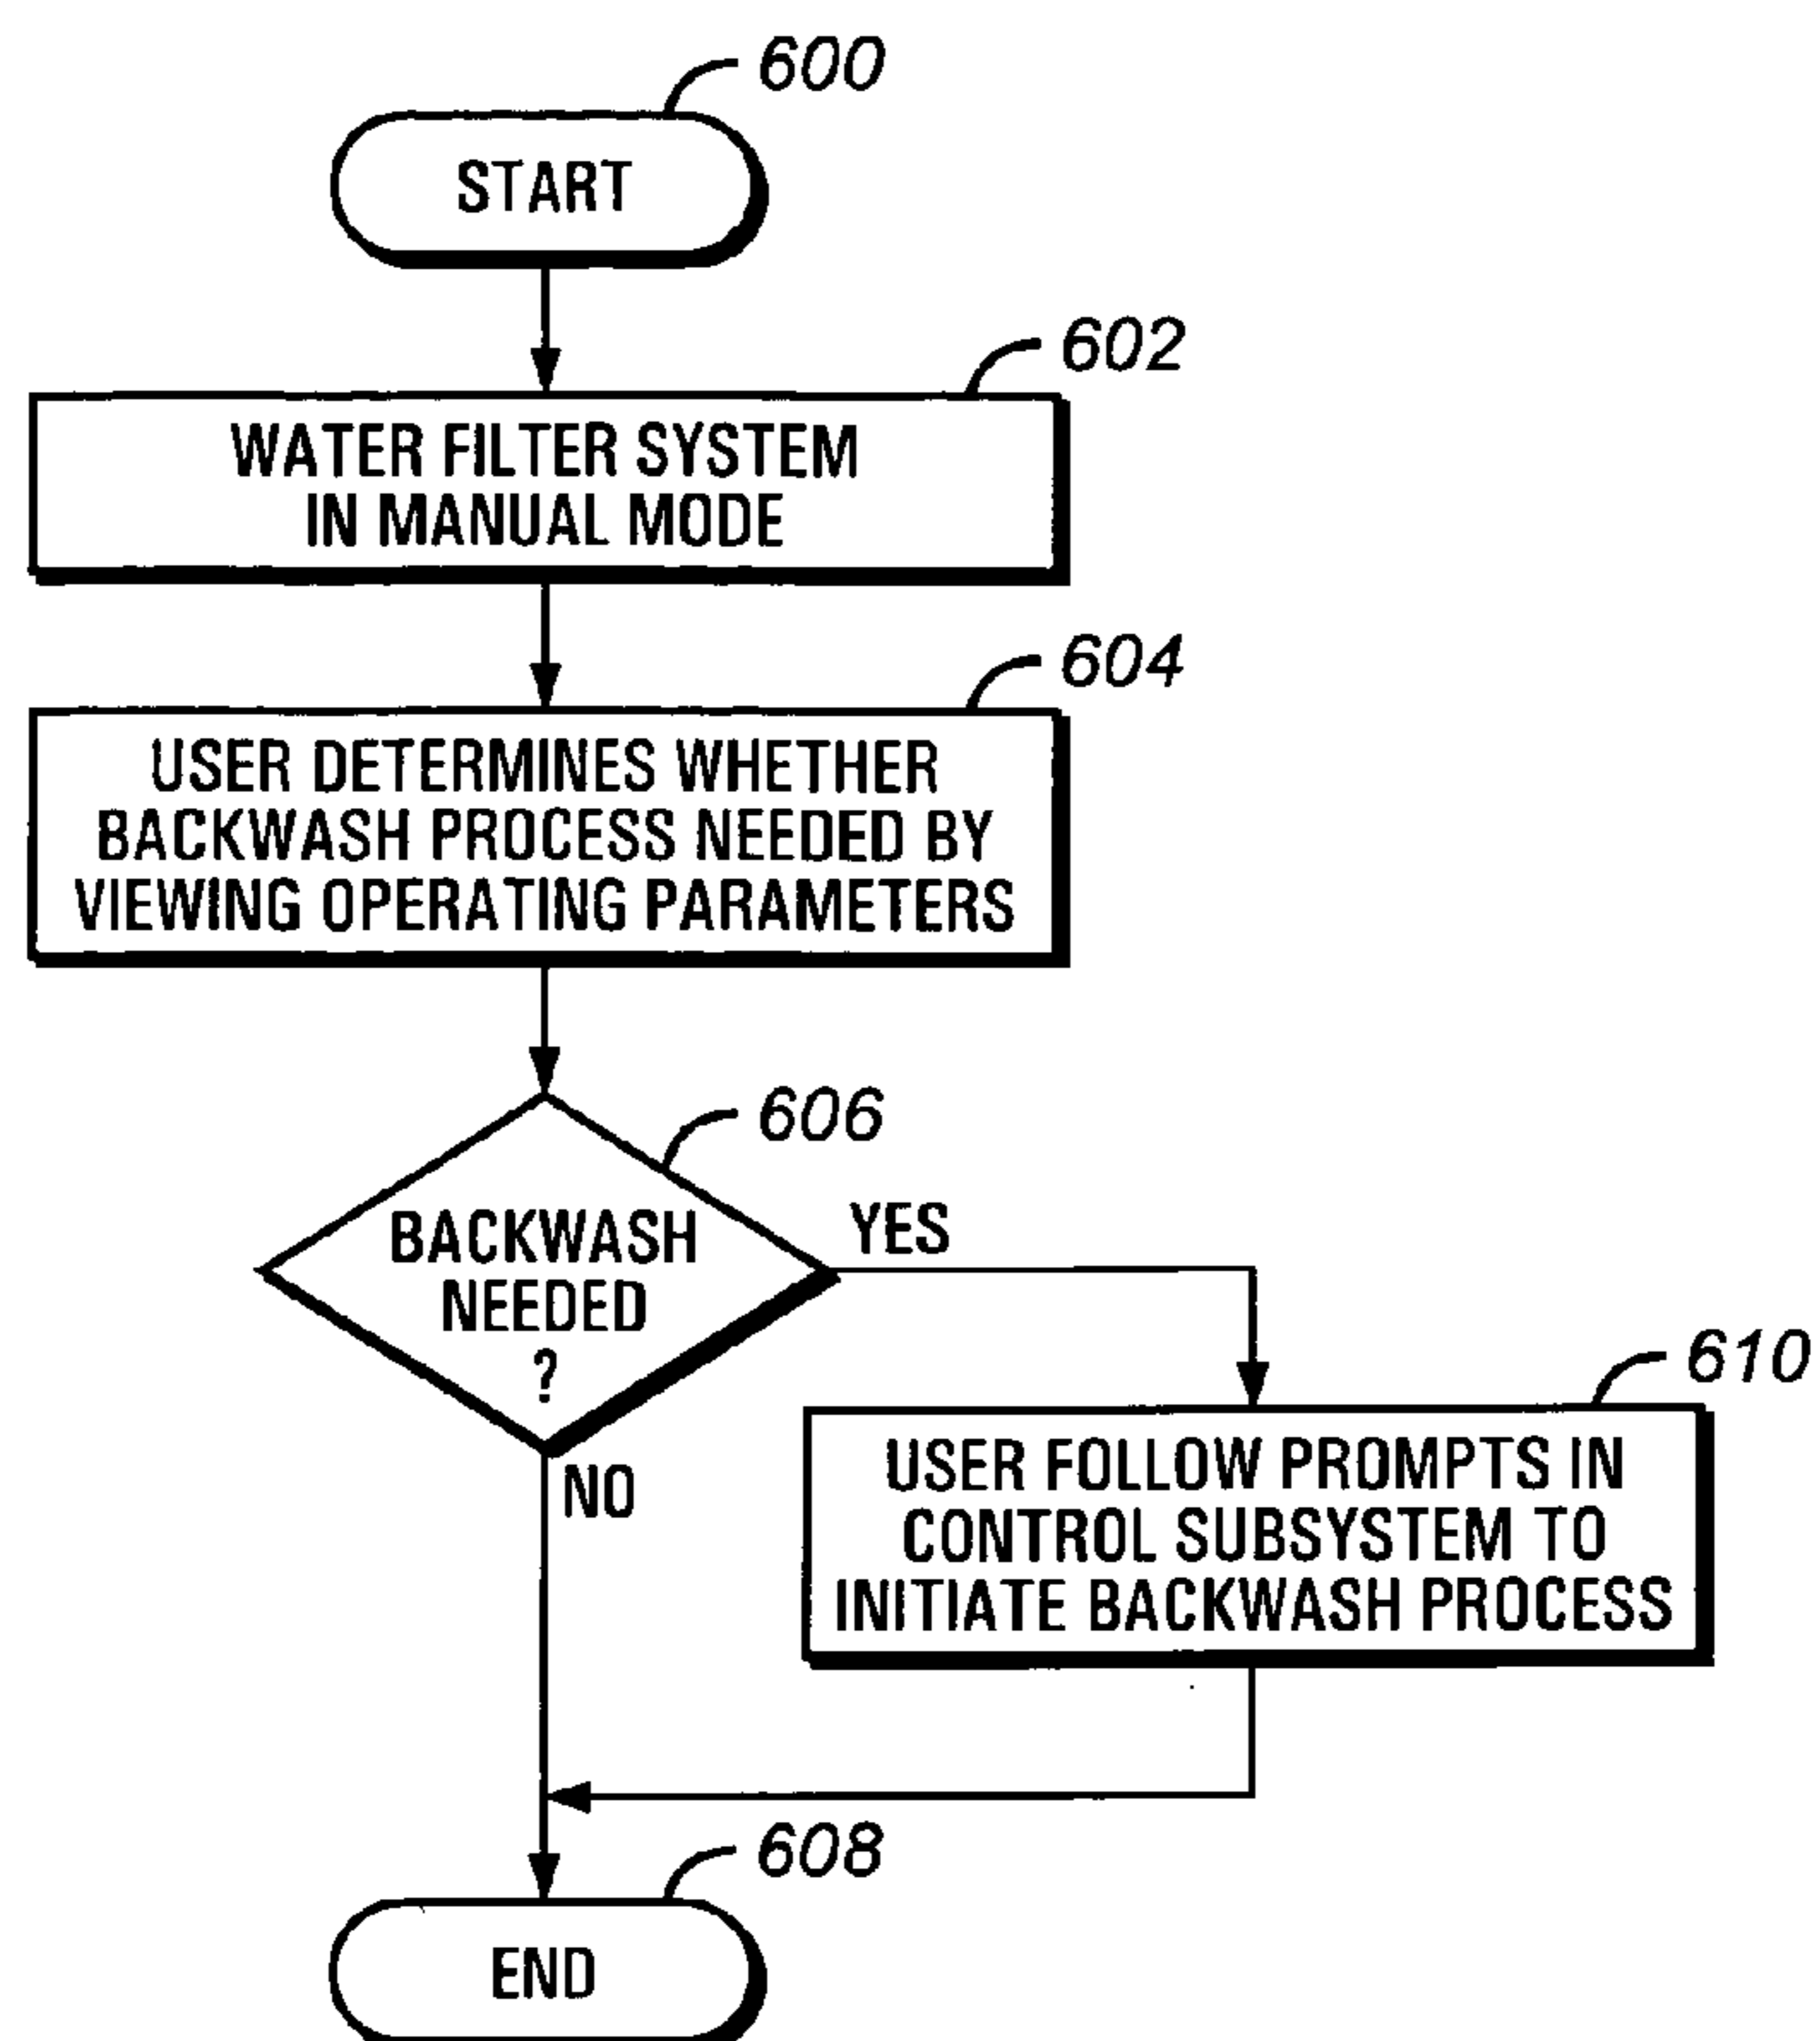 600
START
602
WATER FILTER SYSTEM
IN MANUAL MODE
604
USER DETERMINES WHETHER
BACKWASH PROCESS NEEDED BY
VIEWING OPERATING PARAMETERS
606
BACKWASH
NEEDED
?
YES
NO
610
USER FOLLOW PROMPTS IN
CONTROL SUBSYSTEM TO
INITIATE BACKWASH PROCESS
608
END